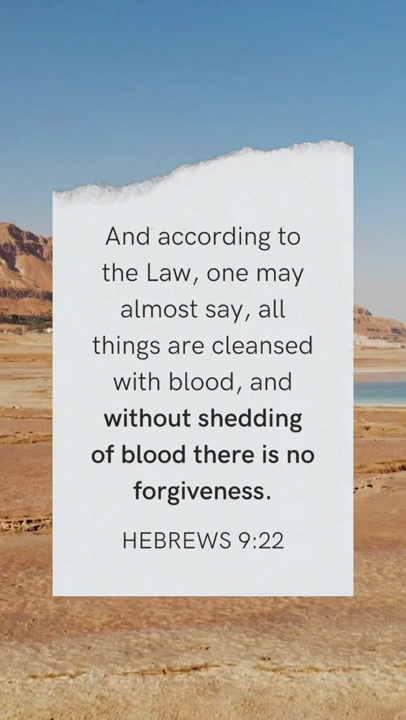 And according to
the Law, one may
almost say, all
things are cleansed
with blood, and
without shedding
of blood there is no
forgiveness.
HEBREWS 9:22